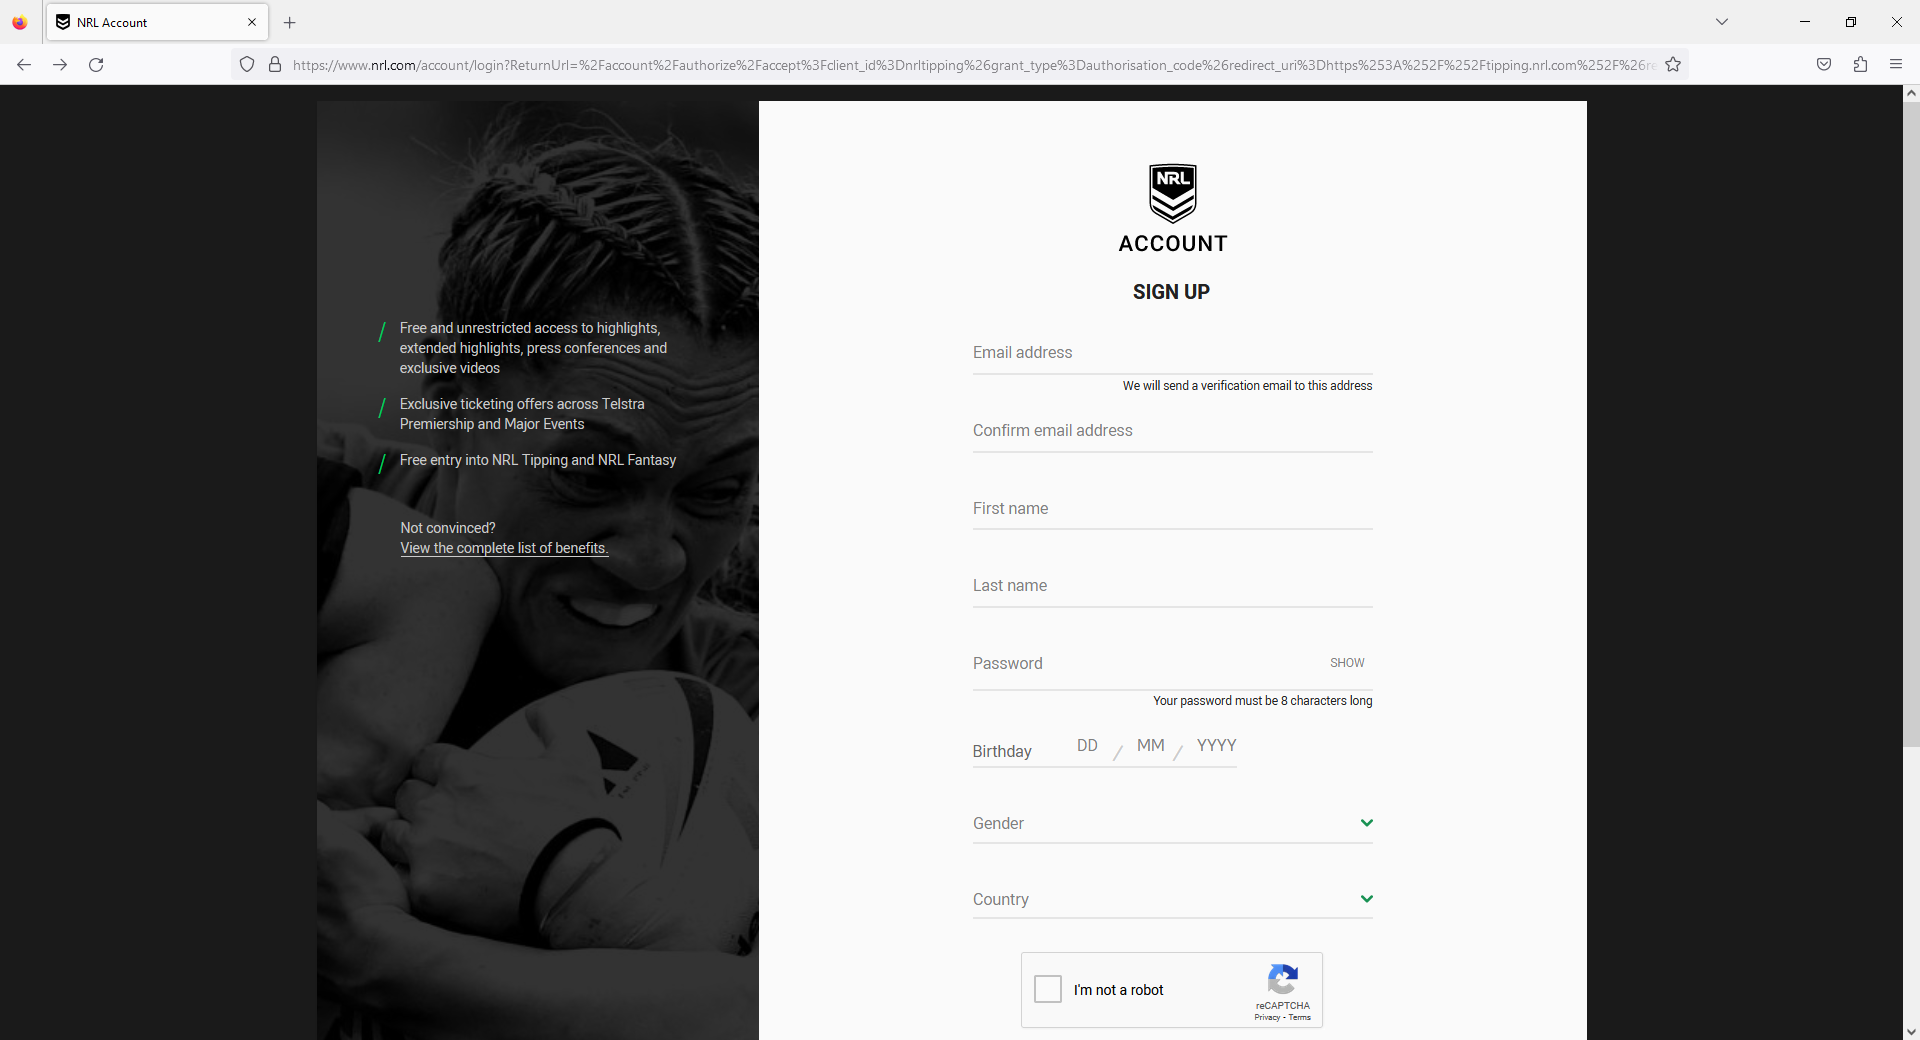 NRL Account
https://www.nrl.com/account/login?ReturnUrl=%2Faccount%2Fauthorize%2Faccept%3Fclient_id%3Dnrltipping%26grant_type%3Dauthorisation_code%26redirect_uri%3Dhttps%253A%252F%252Ftipping.nrl.com%252F%26re
Free and unrestricted access to highlights,
extended highlights, press conferences and
exclusive videos
Exclusive ticketing offers across Telstra
Premiership and Major Events
Free entry into NRL Tipping and NRL Fantasy
Not convinced?
View the complete list of benefits.
NRL
ACCOUNT
SIGN UP
Email address
We will send a verification email to this address
Confirm email address
First name
Last name
Password
SHOW
Your password must be 8 characters long
Birthday DD / MM / YYYY
Gender
Country
I'm not a robot
reCAPTCHA
Privacy - Terms